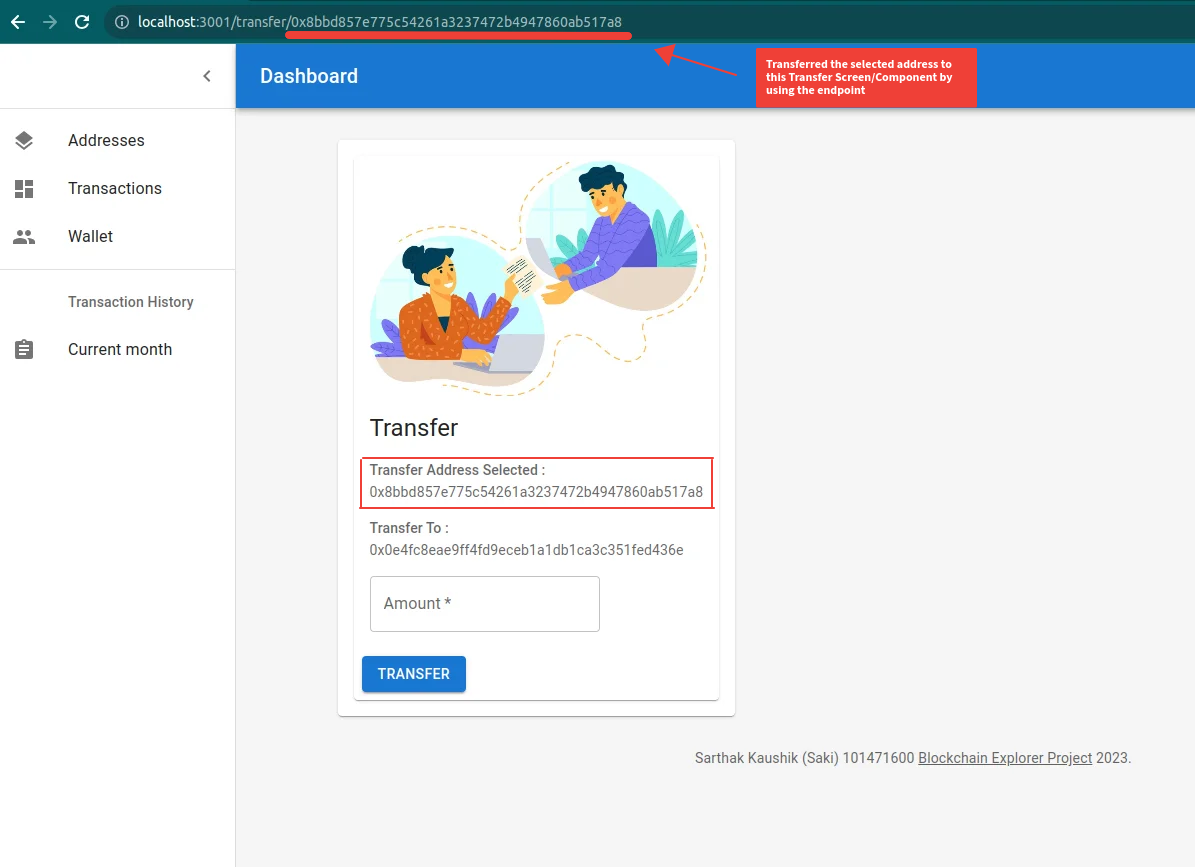 localhost:3001/transfer/0x8bbd857e775c54261a3237472b4947860ab517a8
Dashboard
Transferred the selected address to
this Transfer Screen/Component by
using the endpoint
Addresses
Transactions
Wallet
Transaction History
Current month
Transfer
Transfer Address Selected :
0x8bbd857e775c54261a3237472b4947860ab517a8
Transfer To :
0x0e4fc8eae9ff4fd9eceb1a1db1ca3c351fed436e
Amount *
TRANSFER
Sarthak Kaushik (Saki) 101471600 Blockchain Explorer Project 2023.